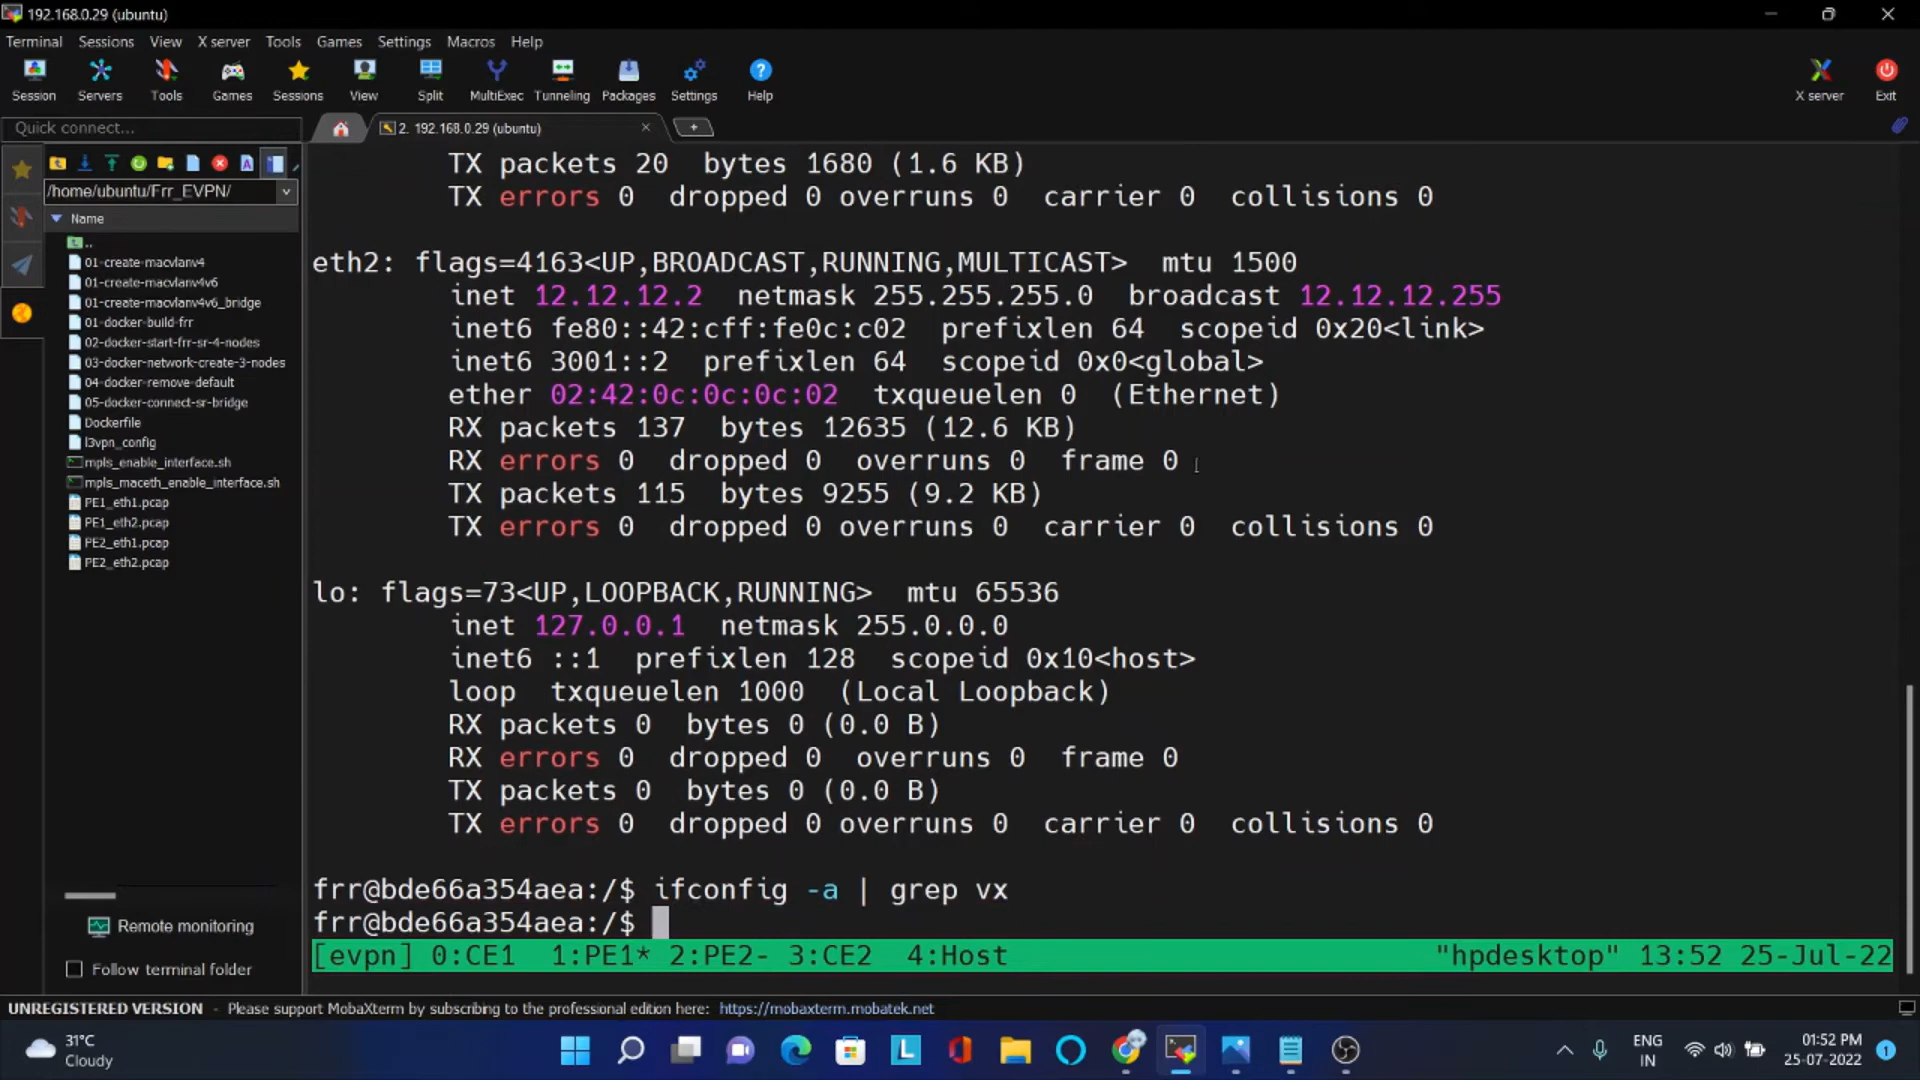 192.168.0.29 (ubuntu)
Terminal Sessions View X server Tools Games Settings Macros Help
Session Servers Tools Games Sessions View Split MultiExec Tunneling Packages Settings Help X server Exit
Quick connect...
2. 192.168.0.29 (ubuntu)
/home/ubuntu/Frr_EVPN/
Name
..
01-create-macvlanv4
01-create-macvlanv4v6
01-create-macvlanv4v6_bridge
01-docker-build-frr
02-docker-start-frr-sr-4-nodes
03-docker-network-create-3-nodes
04-docker-remove-default
05-docker-connect-sr-bridge
Dockerfile
l3vpn_config
mpls_enable_interface.sh
mpls_maceth_enable_interface.sh
PE1_eth1.pcap
PE1_eth2.pcap
PE2_eth1.pcap
PE2_eth2.pcap
Remote monitoring
Follow terminal folder
TX packets 20 bytes 1680 (1.6 KB)
TX errors 0 dropped 0 overruns 0 carrier 0 collisions 0
eth2: flags=4163<UP,BROADCAST,RUNNING,MULTICAST> mtu 1500
inet 12.12.12.2 netmask 255.255.255.0 broadcast 12.12.12.255
inet6 fe80::42:cff:fe0c:c02 prefixlen 64 scopeid 0x20<link>
inet6 3001::2 prefixlen 64 scopeid 0x0<global>
ether 02:42:0c:0c:0c:02 txqueuelen 0 (Ethernet)
RX packets 137 bytes 12635 (12.6 KB)
RX errors 0 dropped 0 overruns 0 frame 0
TX packets 115 bytes 9255 (9.2 KB)
TX errors 0 dropped 0 overruns 0 carrier 0 collisions 0
lo: flags=73<UP,LOOPBACK,RUNNING> mtu 65536
inet 127.0.0.1 netmask 255.0.0.0
inet6 ::1 prefixlen 128 scopeid 0x10<host>
loop txqueuelen 1000 (Local Loopback)
RX packets 0 bytes 0 (0.0 B)
RX errors 0 dropped 0 overruns 0 frame 0
TX packets 0 bytes 0 (0.0 B)
TX errors 0 dropped 0 overruns 0 carrier 0 collisions 0
frr@bde66a354aea:/$ ifconfig -a | grep vx
frr@bde66a354aea:/$
[evpn] 0:CE1 1:PE1* 2:PE2- 3:CE2 4:Host "hpdesktop" 13:52 25-Jul-22
UNREGISTERED VERSION - Please support MobaXterm by subscribing to the professional edition here: https://mobaxterm.mobatek.net
31°C
Cloudy
ENG
IN
01:52 PM
25-07-2022
1